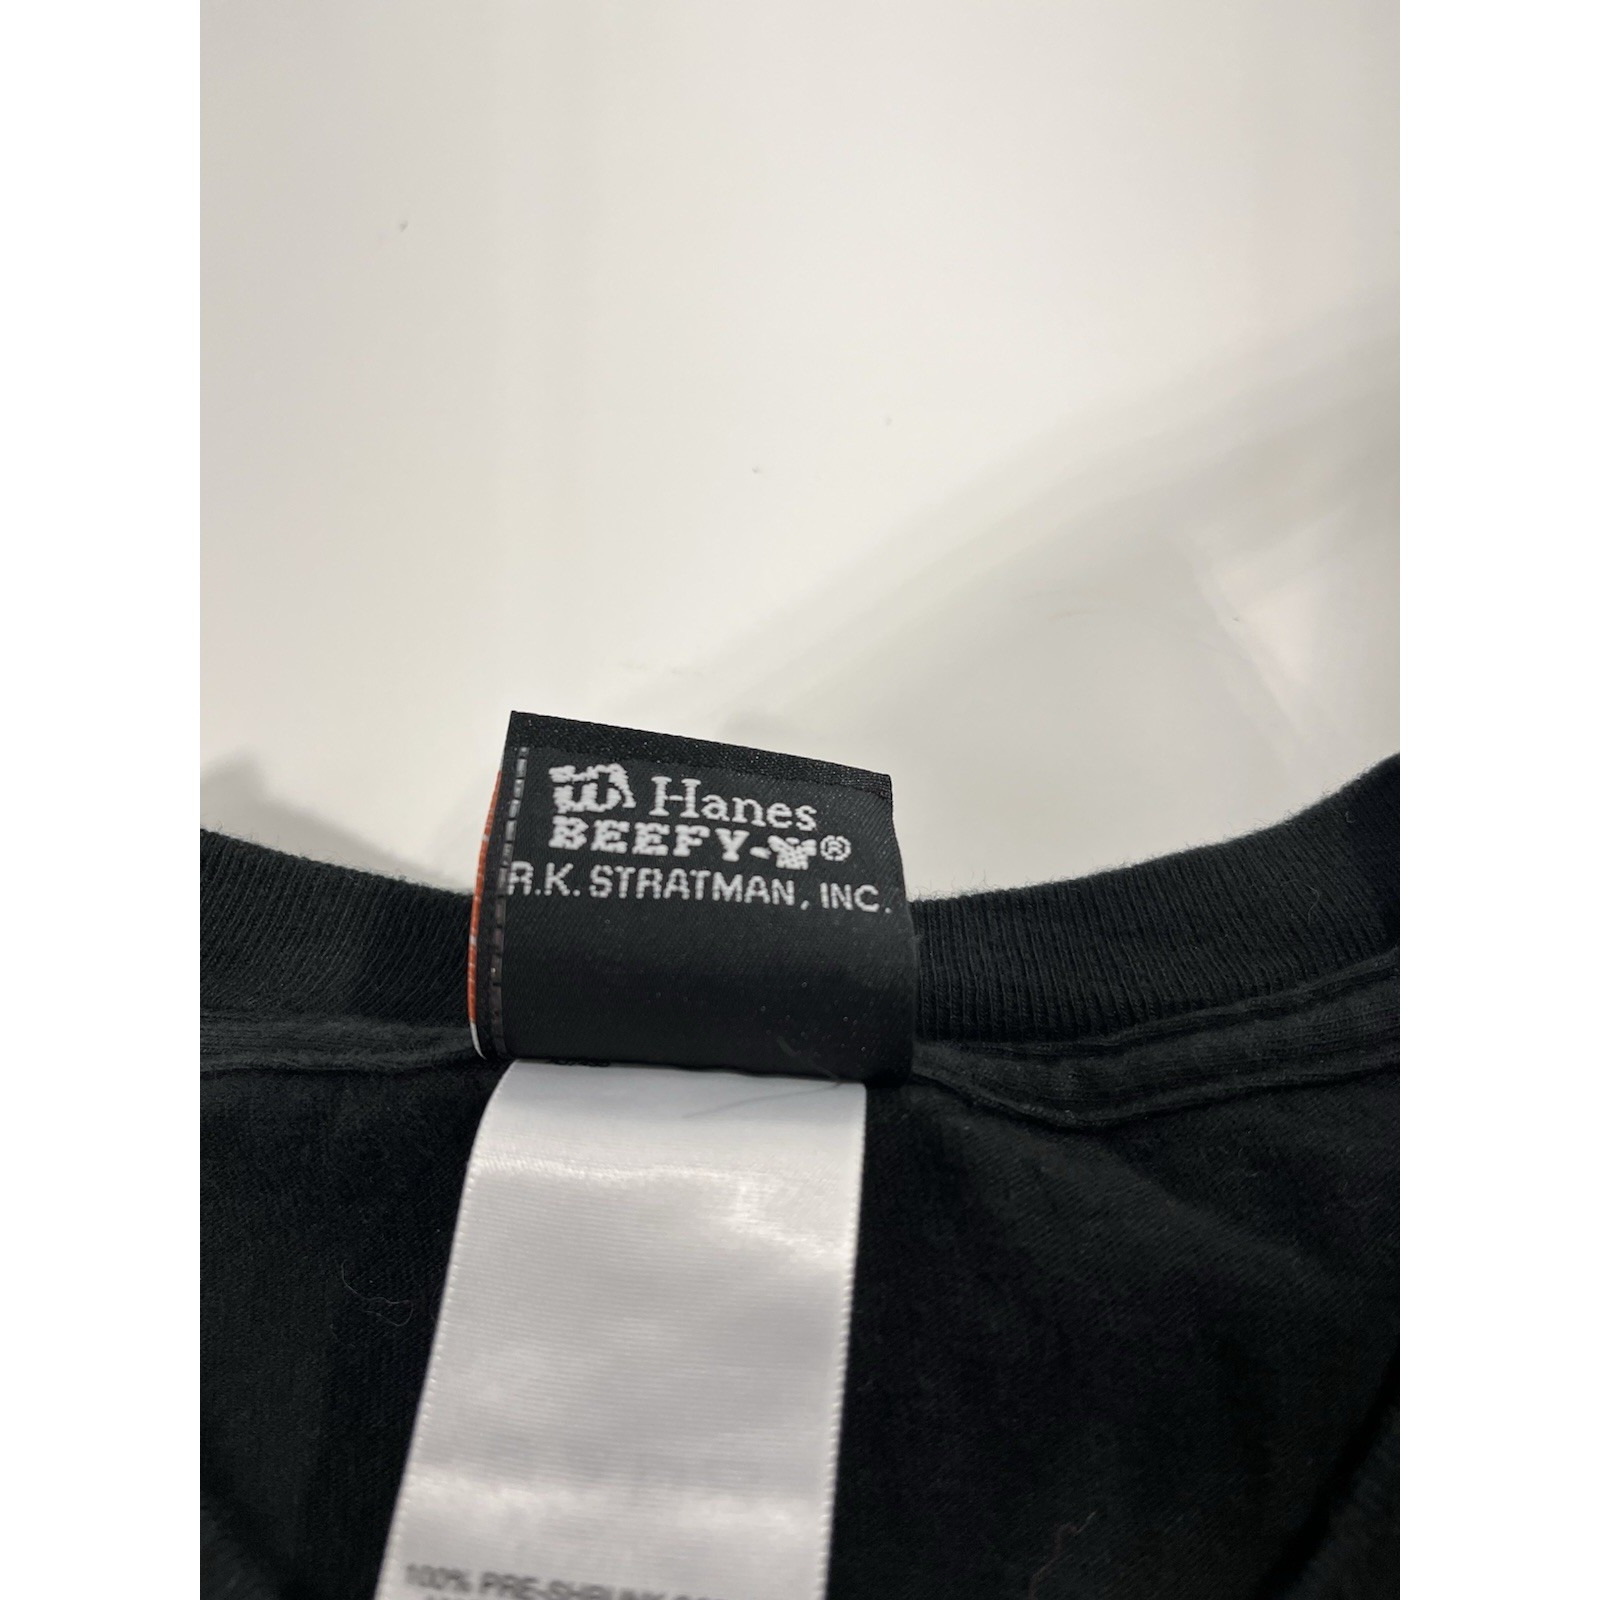 Hanes
BEEFY-T®
R.K. STRATMAN, INC.
100% PRE-SHRUNK